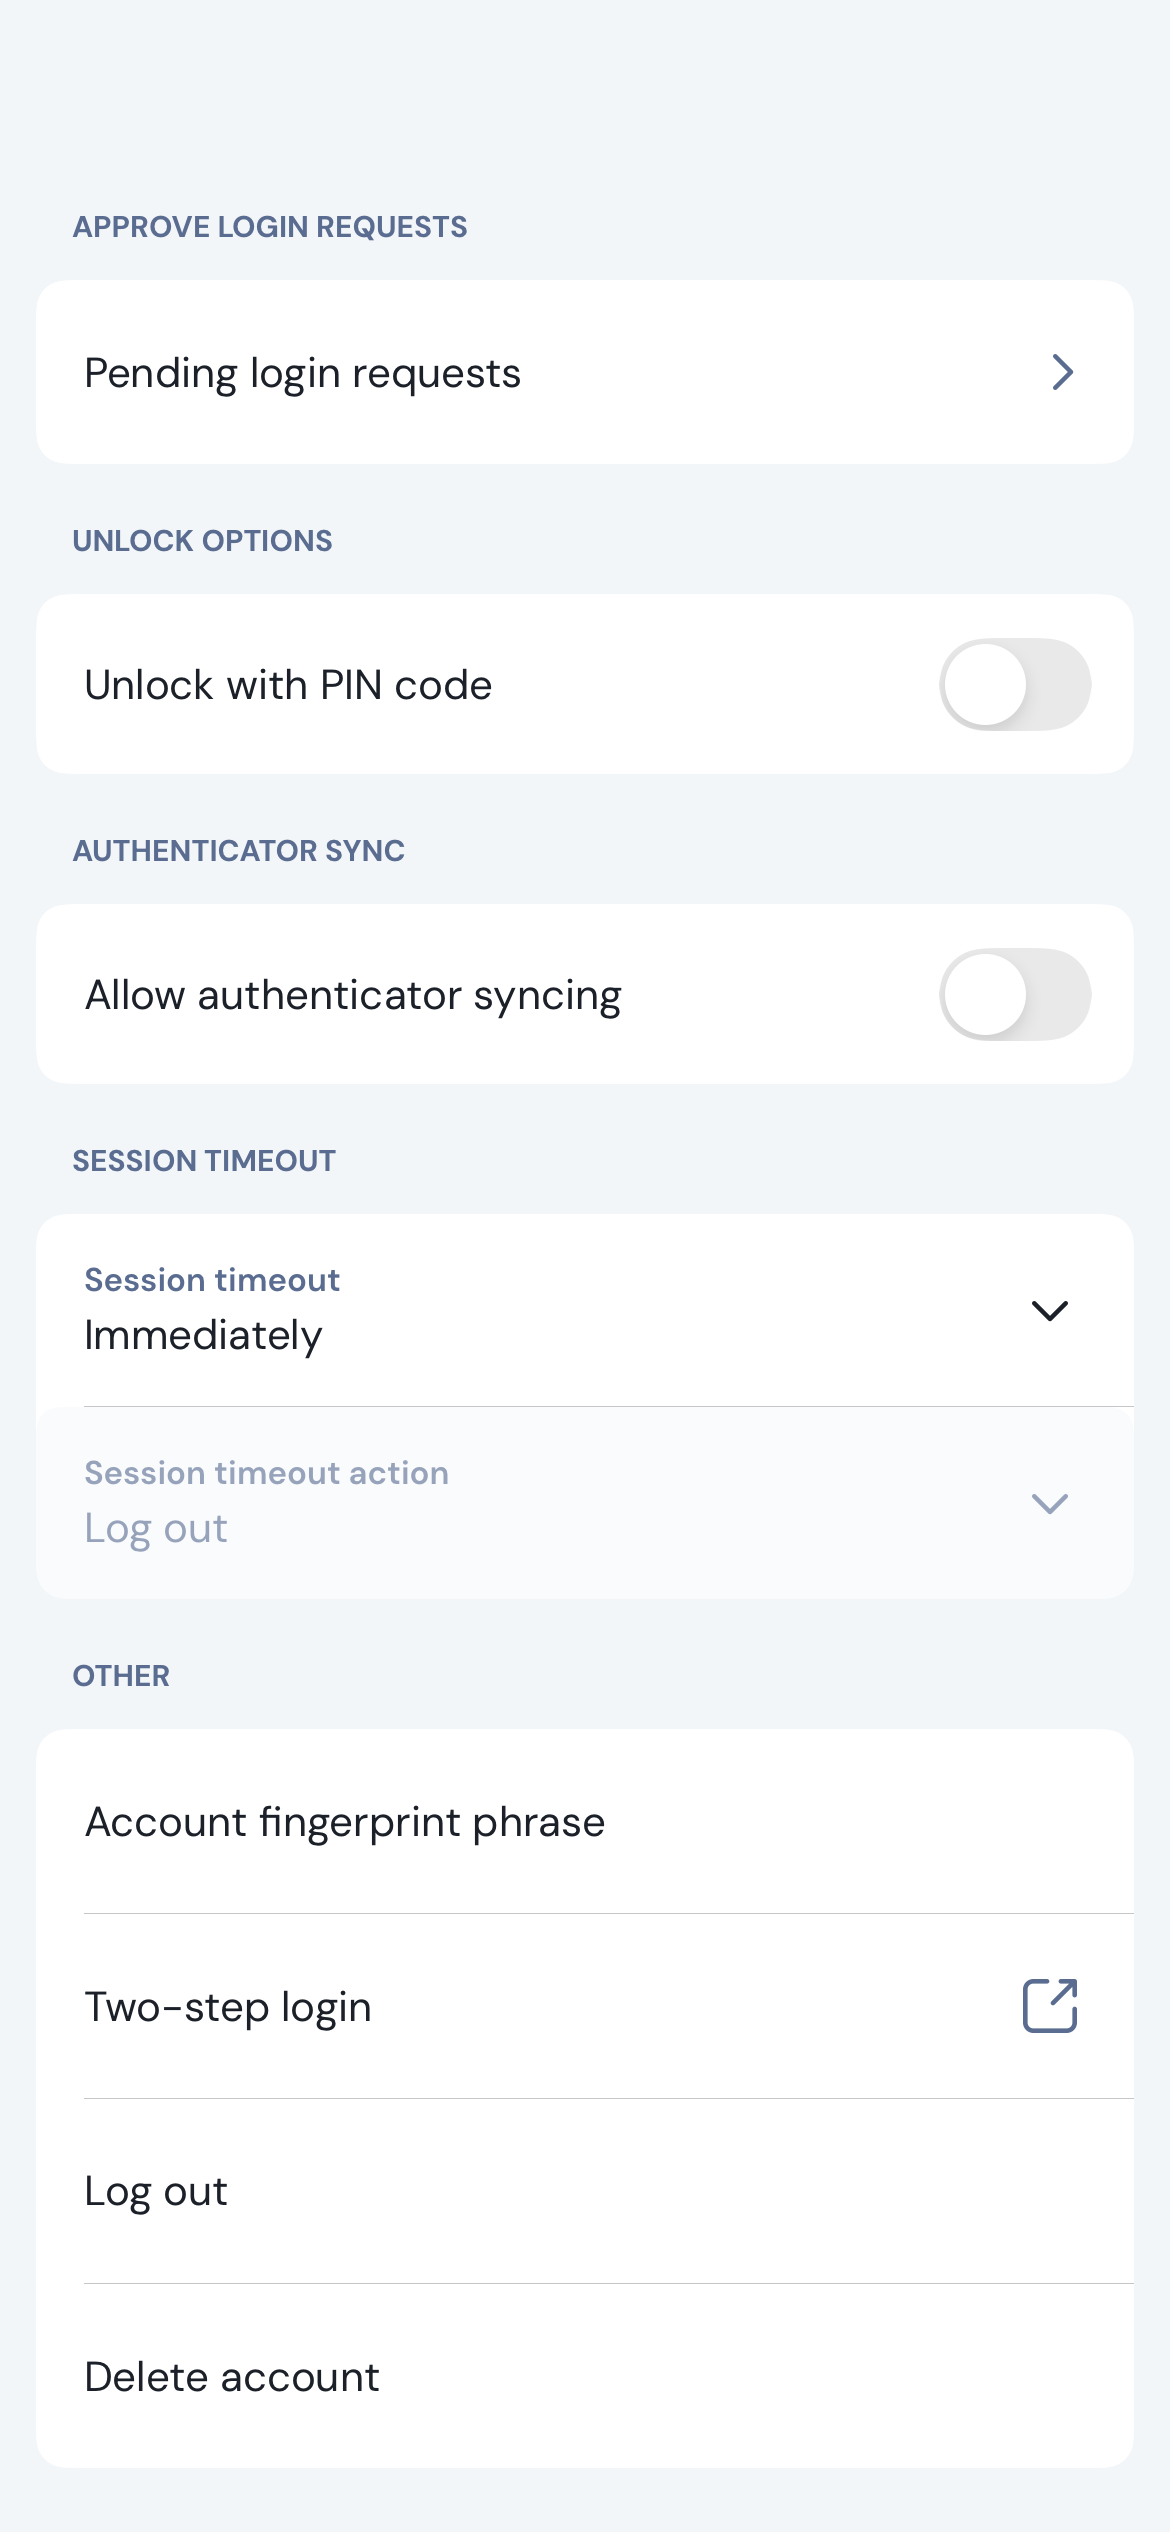 APPROVE LOGIN REQUESTS
Pending login requests
UNLOCK OPTIONS
Unlock with PIN code
AUTHENTICATOR SYNC
Allow authenticator syncing
SESSION TIMEOUT
Session timeout
Immediately
Session timeout action
Log out
OTHER
Account fingerprint phrase
Two-step login
Log out
Delete account